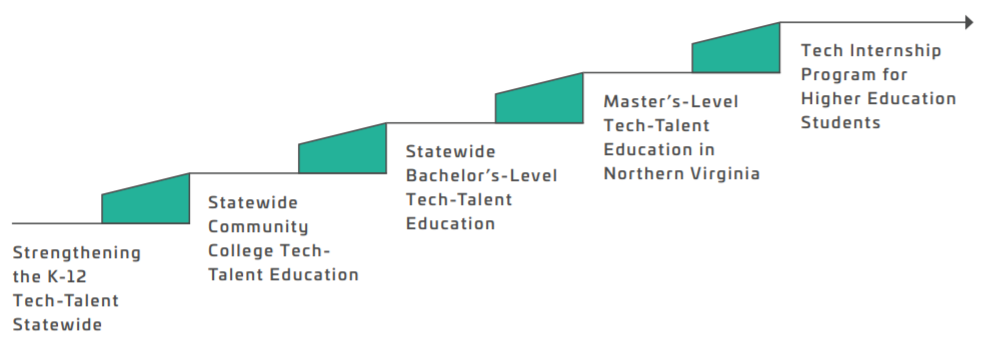 Strengthening
the K-12
Tech-Talent
Statewide
Statewide
Community
College Tech-
Talent Education
Statewide
Bachelor's-Level
Tech-Talent
Education
Master's-Level
Tech-Talent
Education in
Northern Virginia
Tech Internship
Program for
Higher Education
Students